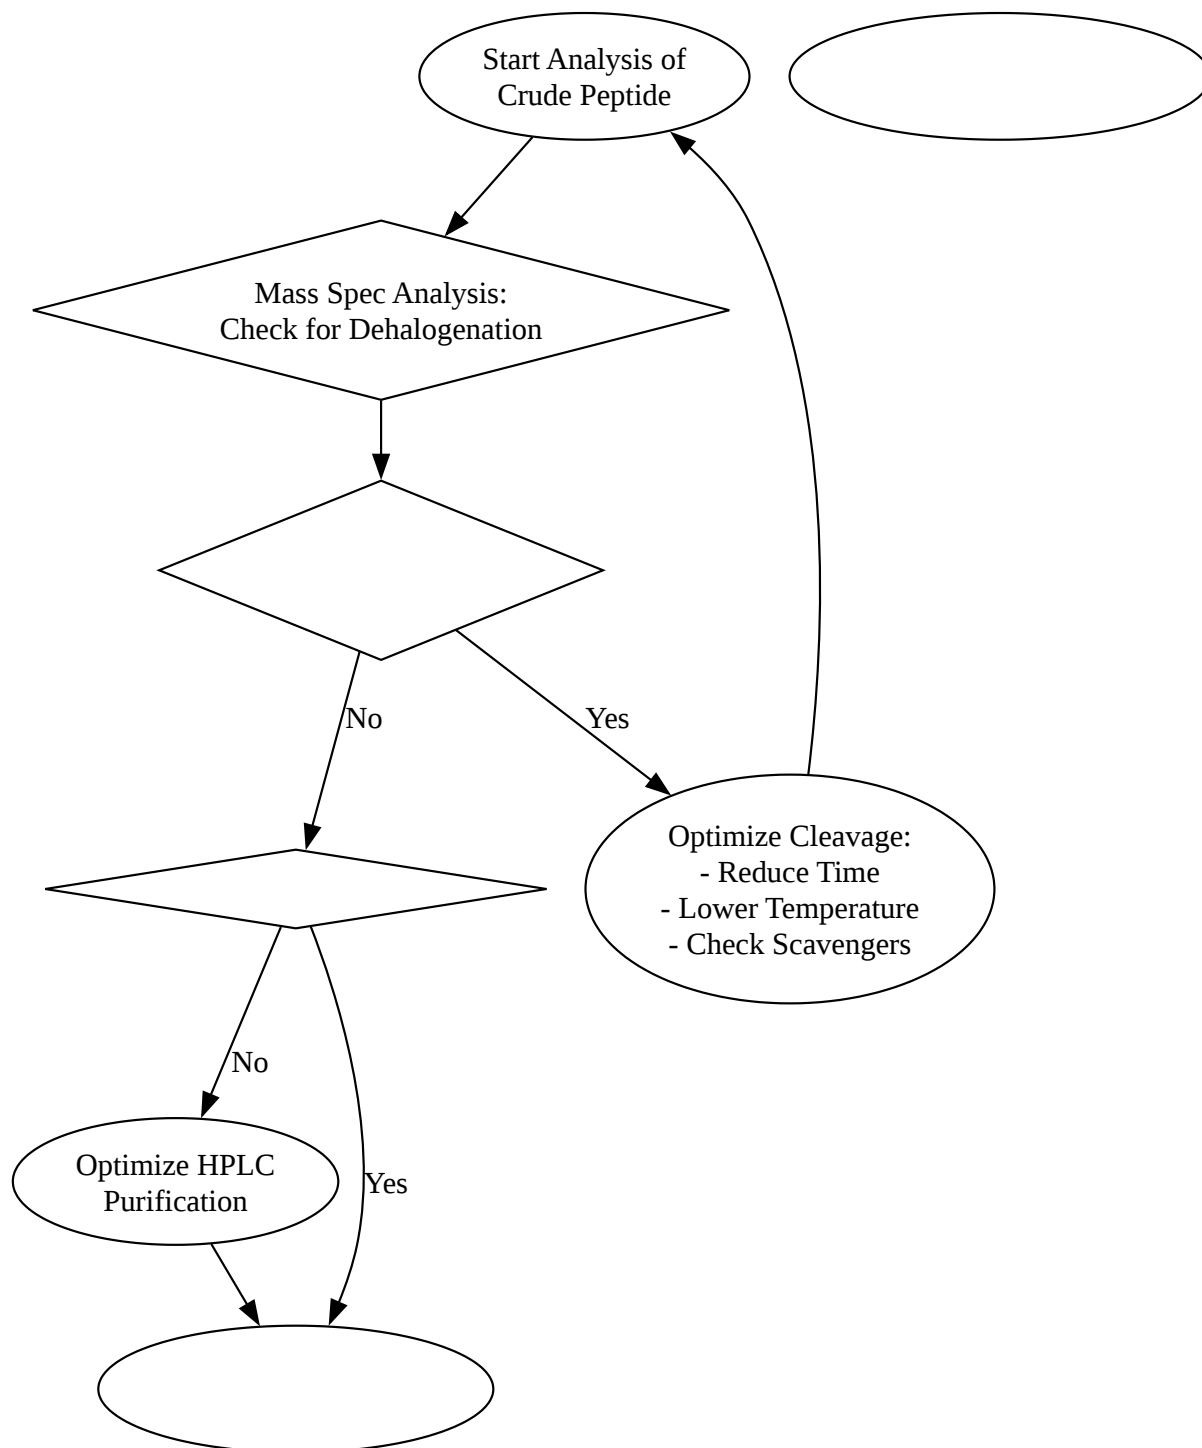 Start Analysis of
Crude Peptide
Mass Spec Analysis:
Check for Dehalogenation
No
Yes
Optimize Cleavage:
- Reduce Time
- Lower Temperature
- Check Scavengers
No
Optimize HPLC
Purification
Yes